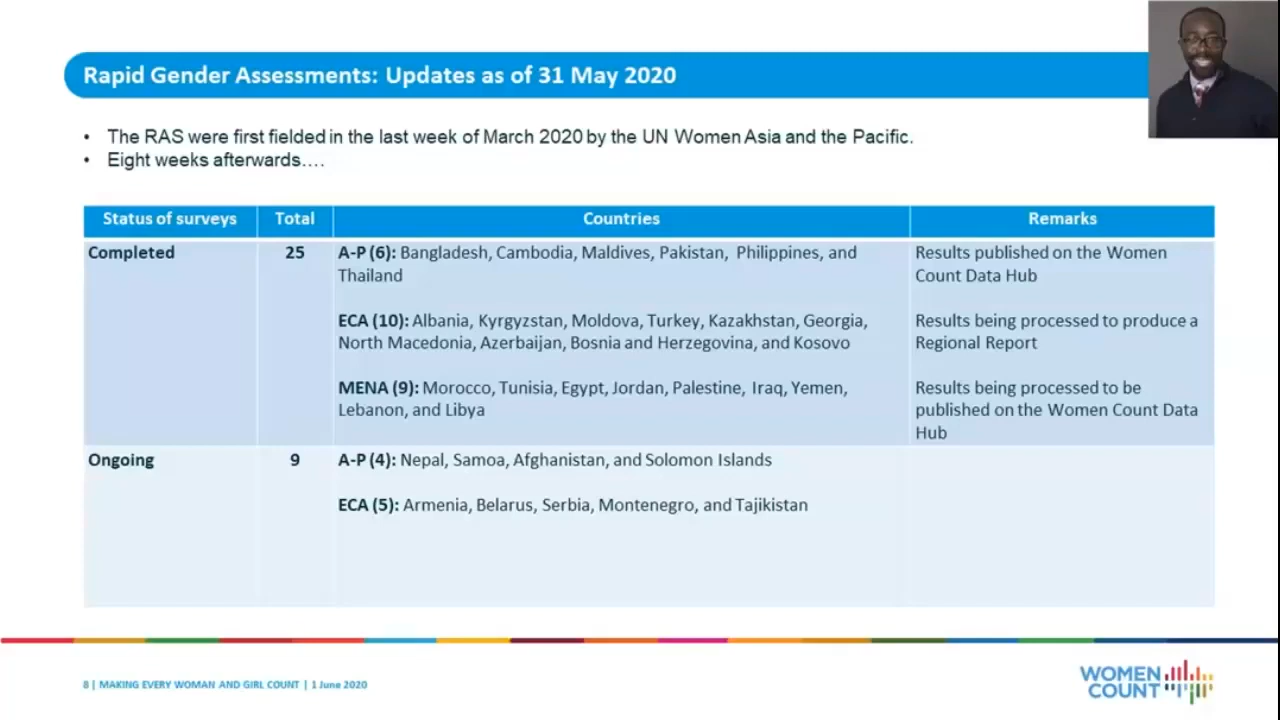 Rapid Gender Assessments: Updates as of 31 May 2020
• The RAS were first fielded in the last week of March 2020 by the UN Women Asia and the Pacific.
• Eight weeks afterwards….
Status of surveys Total Countries Remarks
Completed 25 A-P (6): Bangladesh, Cambodia, Maldives, Pakistan, Philippines, and
Thailand
Results published on the Women
Count Data Hub
ECA (10): Albania, Kyrgyzstan, Moldova, Turkey, Kazakhstan, Georgia,
North Macedonia, Azerbaijan, Bosnia and Herzegovina, and Kosovo
Results being processed to produce a
Regional Report
MENA (9): Morocco, Tunisia, Egypt, Jordan, Palestine, Iraq, Yemen,
Lebanon, and Libya
Results being processed to be
published on the Women Count Data
Hub
Ongoing 9 A-P (4): Nepal, Samoa, Afghanistan, and Solomon Islands
ECA (5): Armenia, Belarus, Serbia, Montenegro, and Tajikistan
8 | MAKING EVERY WOMAN AND GIRL COUNT | 1 June 2020
WOMEN
COUNT